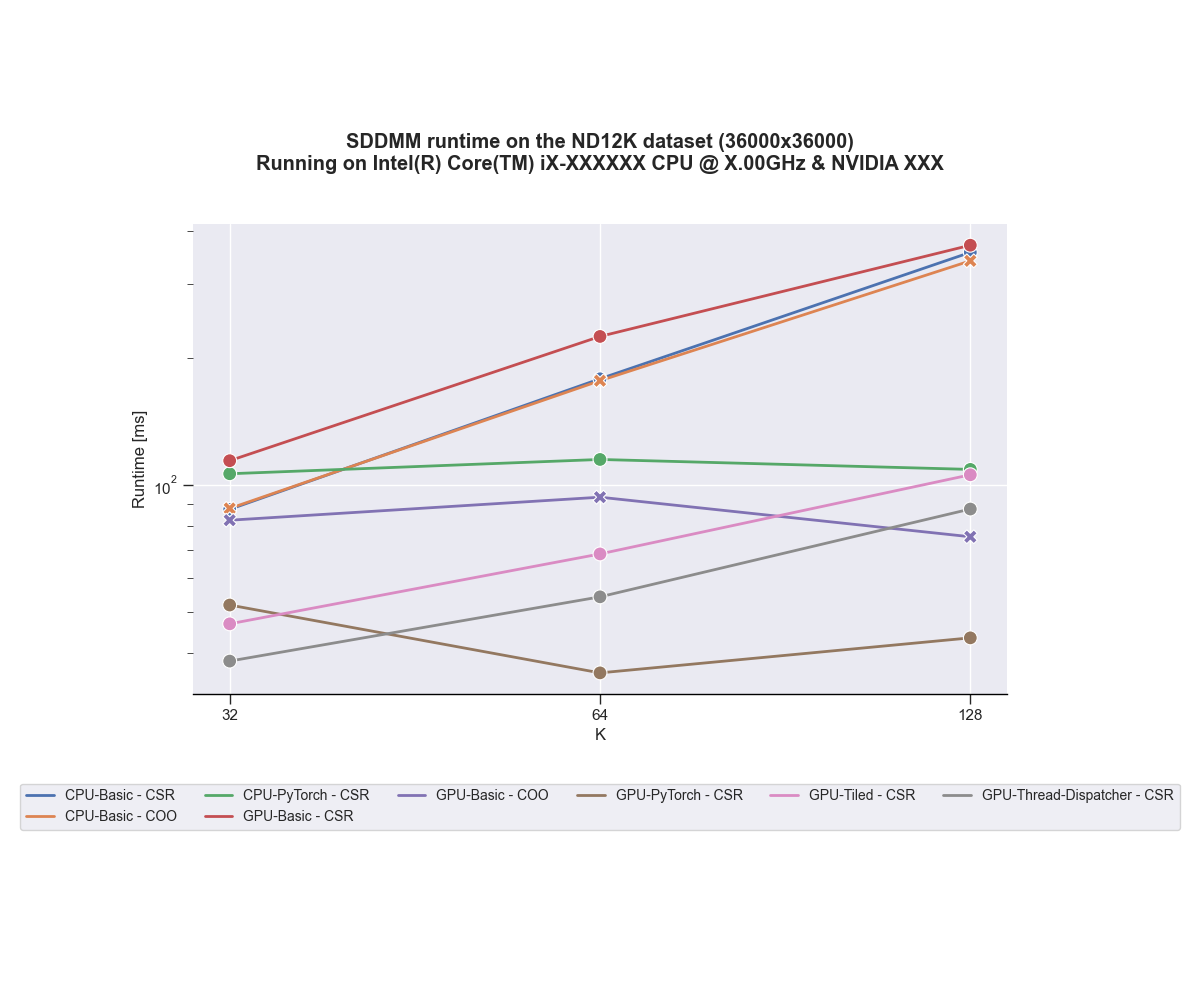 SDDMM runtime on the ND12K dataset (36000x36000)
Running on Intel(R) Core(TM) iX-XXXXXX CPU @ X.00GHz & NVIDIA XXX
Runtime [ms]
10²
32 64 128
K
CPU-Basic - CSR CPU-PyTorch - CSR GPU-Basic - COO GPU-PyTorch - CSR GPU-Tiled - CSR GPU-Thread-Dispatcher - CSR
CPU-Basic - COO GPU-Basic - CSR